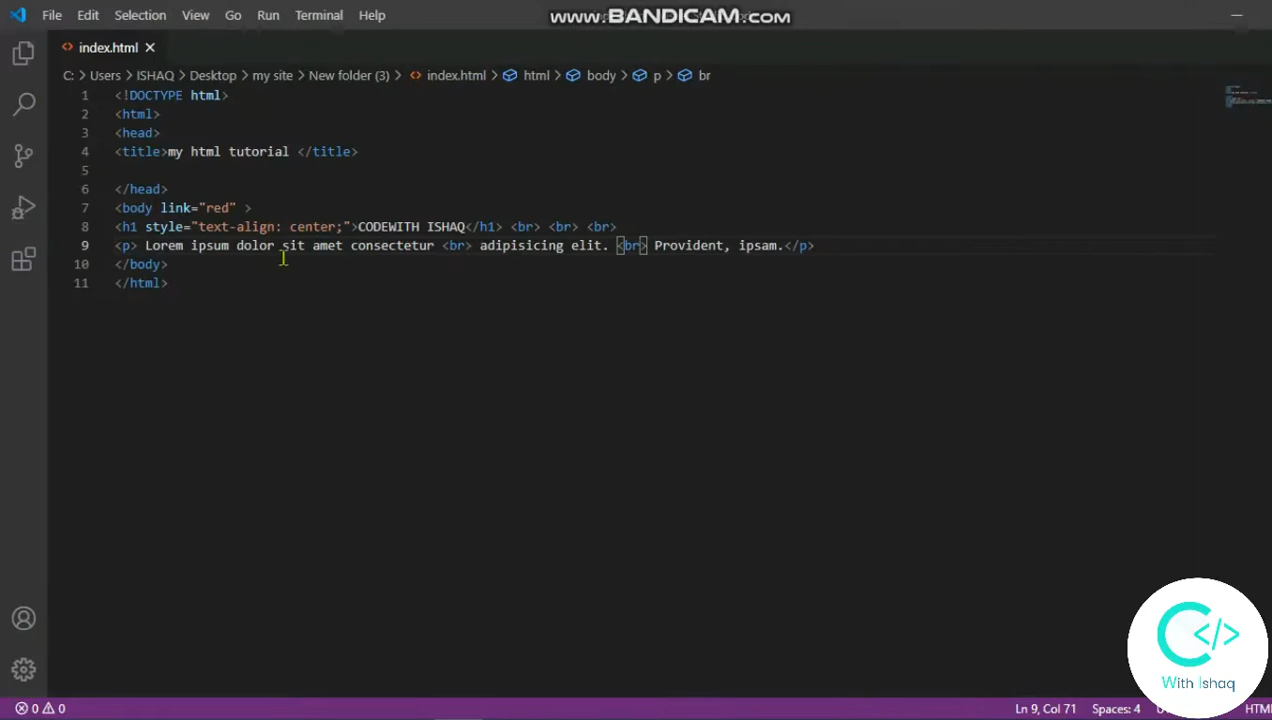 File Edit Selection View Go Run Terminal Help
www.BANDICAM.com
index.html
C: > Users > ISHAQ > Desktop > my site > New folder (3) > index.html > html > body > p > br
1 <!DOCTYPE html>
2 <html>
3 <head>
4 <title>my html tutorial </title>
5
6 </head>
7 <body link="red" >
8 <h1 style="text-align: center;">CODEWITH ISHAQ</h1> <br> <br> <br>
9 <p> Lorem ipsum dolor sit amet consectetur <br> adipisicing elit. <br> Provident, ipsam.</p>
10 </body>
11 </html>
</>
With Ishaq
0 0
Ln 9, Col 71 Spaces: 4 HTM